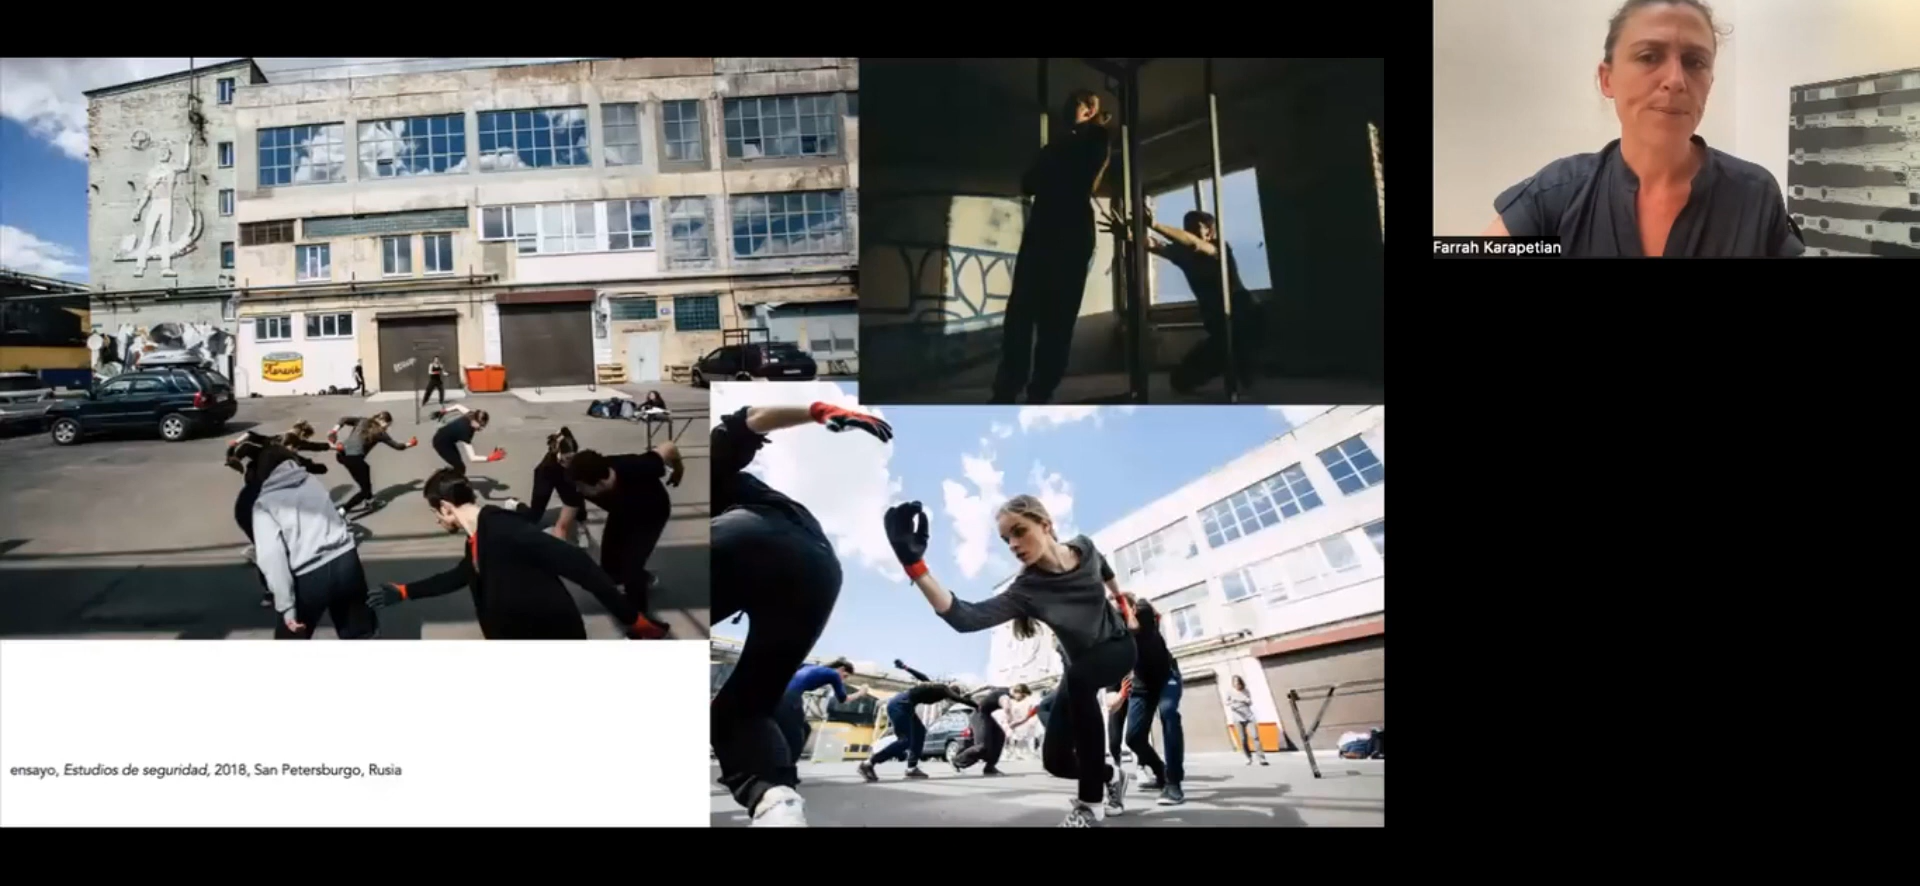 Farrah Karapetian
ensayo, Estudios de seguridad, 2018, San Petersburgo, Rusia